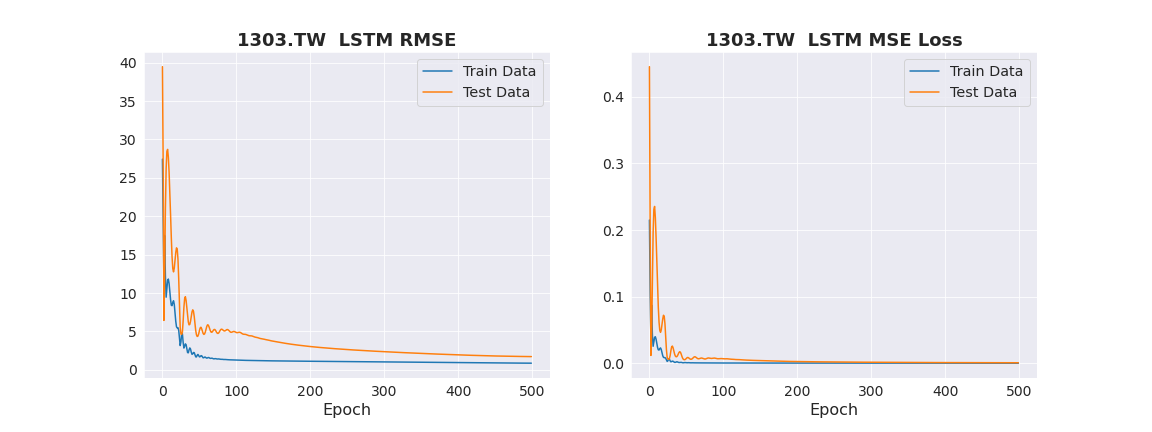 1303.TW  LSTM RMSE
40
35
30
25
20
15
10
5
0
Train Data
Test Data
0 100 200 300 400 500
Epoch
1303.TW  LSTM MSE Loss
0.4
0.3
0.2
0.1
0.0
Train Data
Test Data
0 100 200 300 400 500
Epoch